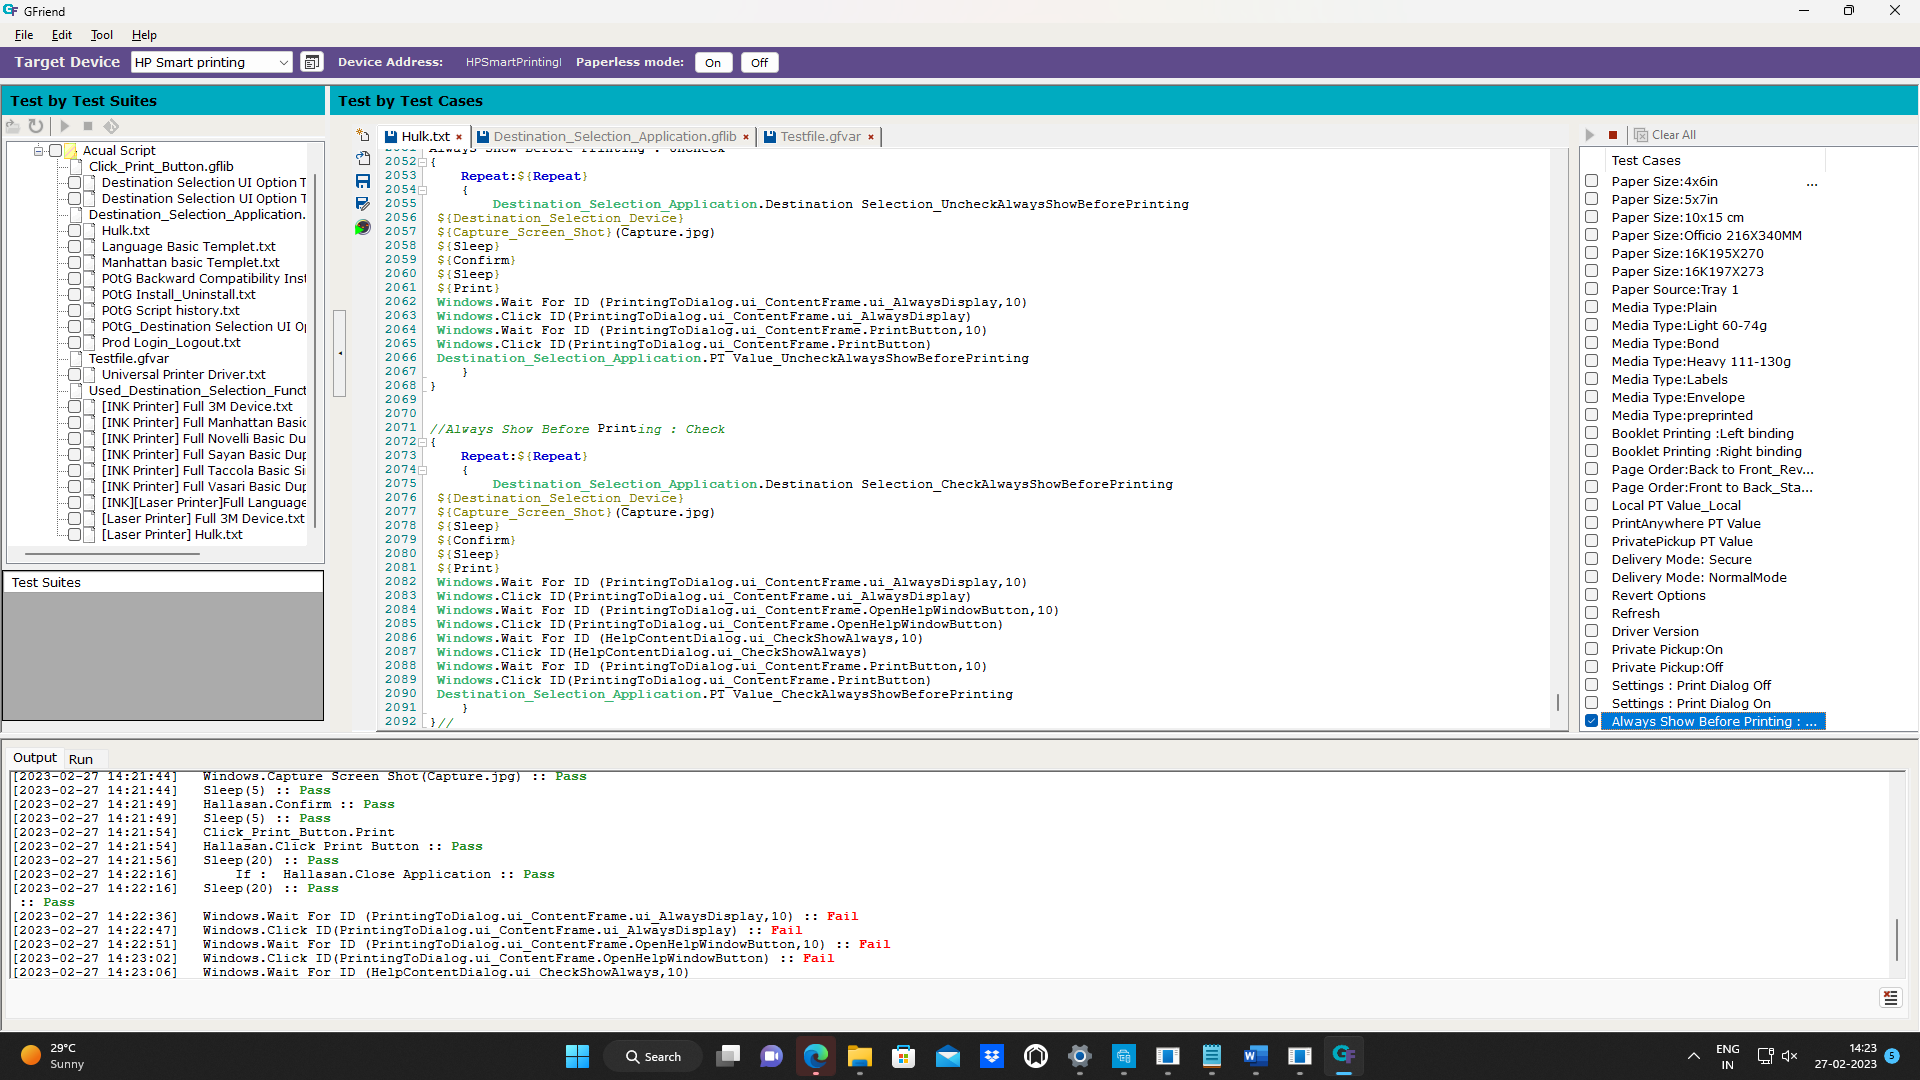 GFriend
File Edit Tool Help
Target Device HP Smart printing Device Address: HPSmartPrintingI Paperless mode: On Off
Test by Test Suites
Acual Script
Click_Print_Button.gflib
Destination Selection UI Option T
Destination Selection UI Option T
Destination_Selection_Application.
Hulk.txt
Language Basic Templet.txt
Manhattan basic Templet.txt
P0tG Backward Compatibility Inst
P0tG Install_Uninstall.txt
P0tG Script history.txt
P0tG_Destination Selection UI Op
Prod Login_Logout.txt
Testfile.gfvar
Universal Printer Driver.txt
Used_Destination_Selection_Funct
[INK Printer] Full 3M Device.txt
[INK Printer] Full Manhattan Basic
[INK Printer] Full Novelli Basic Du
[INK Printer] Full Sayan Basic Dup
[INK Printer] Full Taccola Basic Si
[INK Printer] Full Vasari Basic Dup
[INK][Laser Printer]Full Language
[Laser Printer] Full 3M Device.txt
[Laser Printer] Hulk.txt
Test Suites
Test by Test Cases
Hulk.txt Destination_Selection_Application.gflib Testfile.gfvar
2051 Always Show Before Printing : Uncheck
2052 {
2053 Repeat:${Repeat}
2054 {
2055 Destination_Selection_Application.Destination Selection_UncheckAlwaysShowBeforePrinting
2056 ${Destination_Selection_Device}
2057 ${Capture_Screen_Shot}(Capture.jpg)
2058 ${Sleep}
2059 ${Confirm}
2060 ${Sleep}
2061 ${Print}
2062 Windows.Wait For ID (PrintingToDialog.ui_ContentFrame.ui_AlwaysDisplay,10)
2063 Windows.Click ID(PrintingToDialog.ui_ContentFrame.ui_AlwaysDisplay)
2064 Windows.Wait For ID (PrintingToDialog.ui_ContentFrame.PrintButton,10)
2065 Windows.Click ID(PrintingToDialog.ui_ContentFrame.PrintButton)
2066 Destination_Selection_Application.PT Value_UncheckAlwaysShowBeforePrinting
2067 }
2068 }
2069
2070
2071 //Always Show Before Printing : Check
2072 {
2073 Repeat:${Repeat}
2074 {
2075 Destination_Selection_Application.Destination Selection_CheckAlwaysShowBeforePrinting
2076 ${Destination_Selection_Device}
2077 ${Capture_Screen_Shot}(Capture.jpg)
2078 ${Sleep}
2079 ${Confirm}
2080 ${Sleep}
2081 ${Print}
2082 Windows.Wait For ID (PrintingToDialog.ui_ContentFrame.ui_AlwaysDisplay,10)
2083 Windows.Click ID(PrintingToDialog.ui_ContentFrame.ui_AlwaysDisplay)
2084 Windows.Wait For ID (PrintingToDialog.ui_ContentFrame.OpenHelpWindowButton,10)
2085 Windows.Click ID(PrintingToDialog.ui_ContentFrame.OpenHelpWindowButton)
2086 Windows.Wait For ID (HelpContentDialog.ui_CheckShowAlways,10)
2087 Windows.Click ID(HelpContentDialog.ui_CheckShowAlways)
2088 Windows.Wait For ID (PrintingToDialog.ui_ContentFrame.PrintButton,10)
2089 Windows.Click ID(PrintingToDialog.ui_ContentFrame.PrintButton)
2090 Destination_Selection_Application.PT Value_CheckAlwaysShowBeforePrinting
2091 }
2092 }//
Clear All
Test Cases
Paper Size:4x6in ...
Paper Size:5x7in
Paper Size:10x15 cm
Paper Size:Officio 216X340MM
Paper Size:16K195X270
Paper Size:16K197X273
Paper Source:Tray 1
Media Type:Plain
Media Type:Light 60-74g
Media Type:Bond
Media Type:Heavy 111-130g
Media Type:Labels
Media Type:Envelope
Media Type:preprinted
Booklet Printing :Left binding
Booklet Printing :Right binding
Page Order:Back to Front_Rev...
Page Order:Front to Back_Sta...
Local PT Value_Local
PrintAnywhere PT Value
PrivatePickup PT Value
Delivery Mode: Secure
Delivery Mode: NormalMode
Revert Options
Refresh
Driver Version
Private Pickup:On
Private Pickup:Off
Settings : Print Dialog Off
Settings : Print Dialog On
Always Show Before Printing : ...
Output Run
[2023-02-27 14:21:44] Windows.Capture Screen Shot(Capture.jpg) :: Pass
[2023-02-27 14:21:44] Sleep(5) :: Pass
[2023-02-27 14:21:49] Hallasan.Confirm :: Pass
[2023-02-27 14:21:49] Sleep(5) :: Pass
[2023-02-27 14:21:54] Click_Print_Button.Print
[2023-02-27 14:21:54] Hallasan.Click Print Button :: Pass
[2023-02-27 14:21:56] Sleep(20) :: Pass
[2023-02-27 14:22:16] If : Hallasan.Close Application :: Pass
[2023-02-27 14:22:16] Sleep(20) :: Pass
:: Pass
[2023-02-27 14:22:36] Windows.Wait For ID (PrintingToDialog.ui_ContentFrame.ui_AlwaysDisplay,10) :: Fail
[2023-02-27 14:22:47] Windows.Click ID(PrintingToDialog.ui_ContentFrame.ui_AlwaysDisplay) :: Fail
[2023-02-27 14:22:51] Windows.Wait For ID (PrintingToDialog.ui_ContentFrame.OpenHelpWindowButton,10) :: Fail
[2023-02-27 14:23:02] Windows.Click ID(PrintingToDialog.ui_ContentFrame.OpenHelpWindowButton) :: Fail
[2023-02-27 14:23:06] Windows.Wait For ID (HelpContentDialog.ui_CheckShowAlways,10)
29°C
Sunny
Search
ENG
IN
14:23
27-02-2023
5